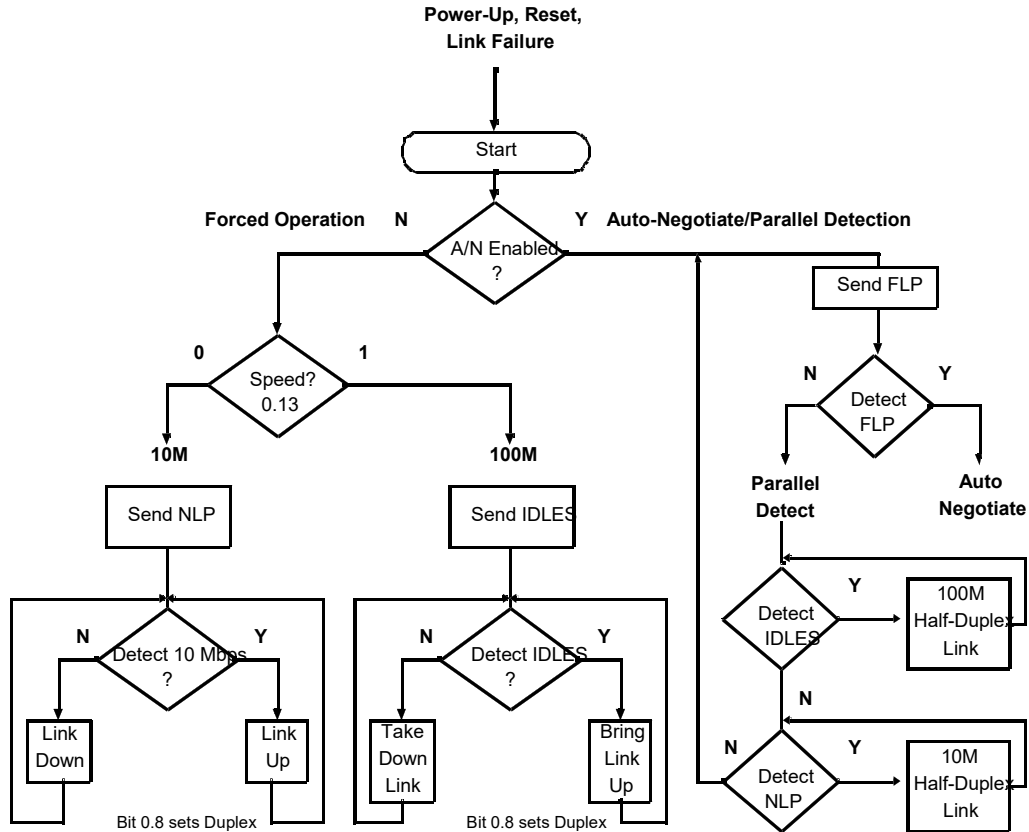 Power-Up, Reset,
Link Failure
Start
Forced Operation N
Y Auto-Negotiate/Parallel Detection
A/N Enabled
?
Send FLP
0
1
Speed?
0.13
N
Y
Detect
FLP
10M
100M
Parallel
Detect
Auto
Negotiate
Send NLP
Send IDLES
N
Y
Detect 10 Mbps
?
Link
Down
Link
Up
Bit 0.8 sets Duplex
N
Y
Detect IDLES
?
Take
Down
Link
Bring
Link
Up
Bit 0.8 sets Duplex
Detect
IDLES
Y
100M
Half-Duplex
Link
N
N
Y
Detect
NLP
10M
Half-Duplex
Link